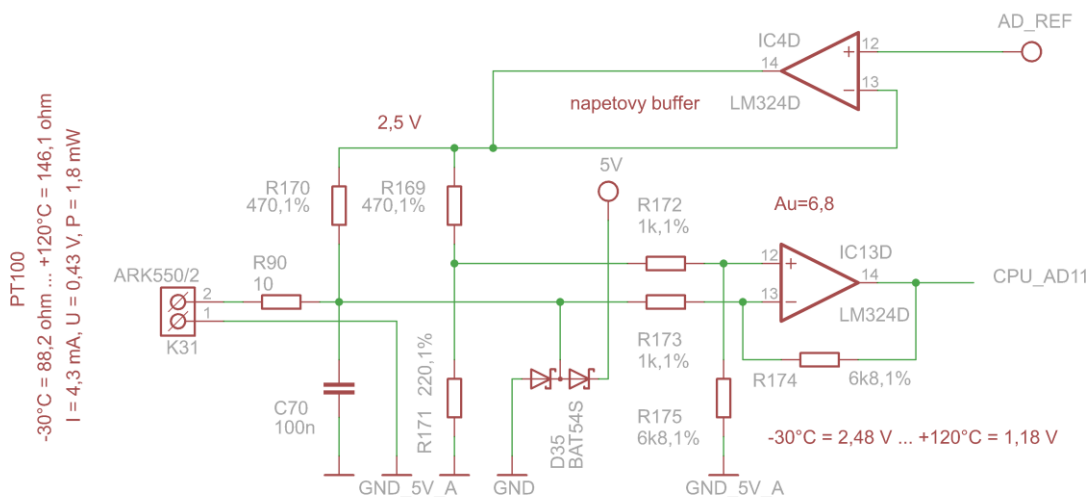 AD_REF
IC4D
12
14
13
LM324D
napetovy buffer
2,5 V
5V
PT100
-30°C = 88,2 ohm ... +120°C = 146,1 ohm
I = 4,3 mA, U = 0,43 V, P = 1,8 mW
R170
470,1%
R169
470,1%
R172
1k,1%
Au=6,8
ARK550/2
R90
10
2
1
K31
12
IC13D
14
CPU_AD11
13
LM324D
R173
1k,1%
R174
6k8,1%
C70
100n
R171
220,1%
D35
BAT54S
R175
6k8,1%
-30°C = 2,48 V ... +120°C = 1,18 V
GND_5V_A
GND
GND_5V_A